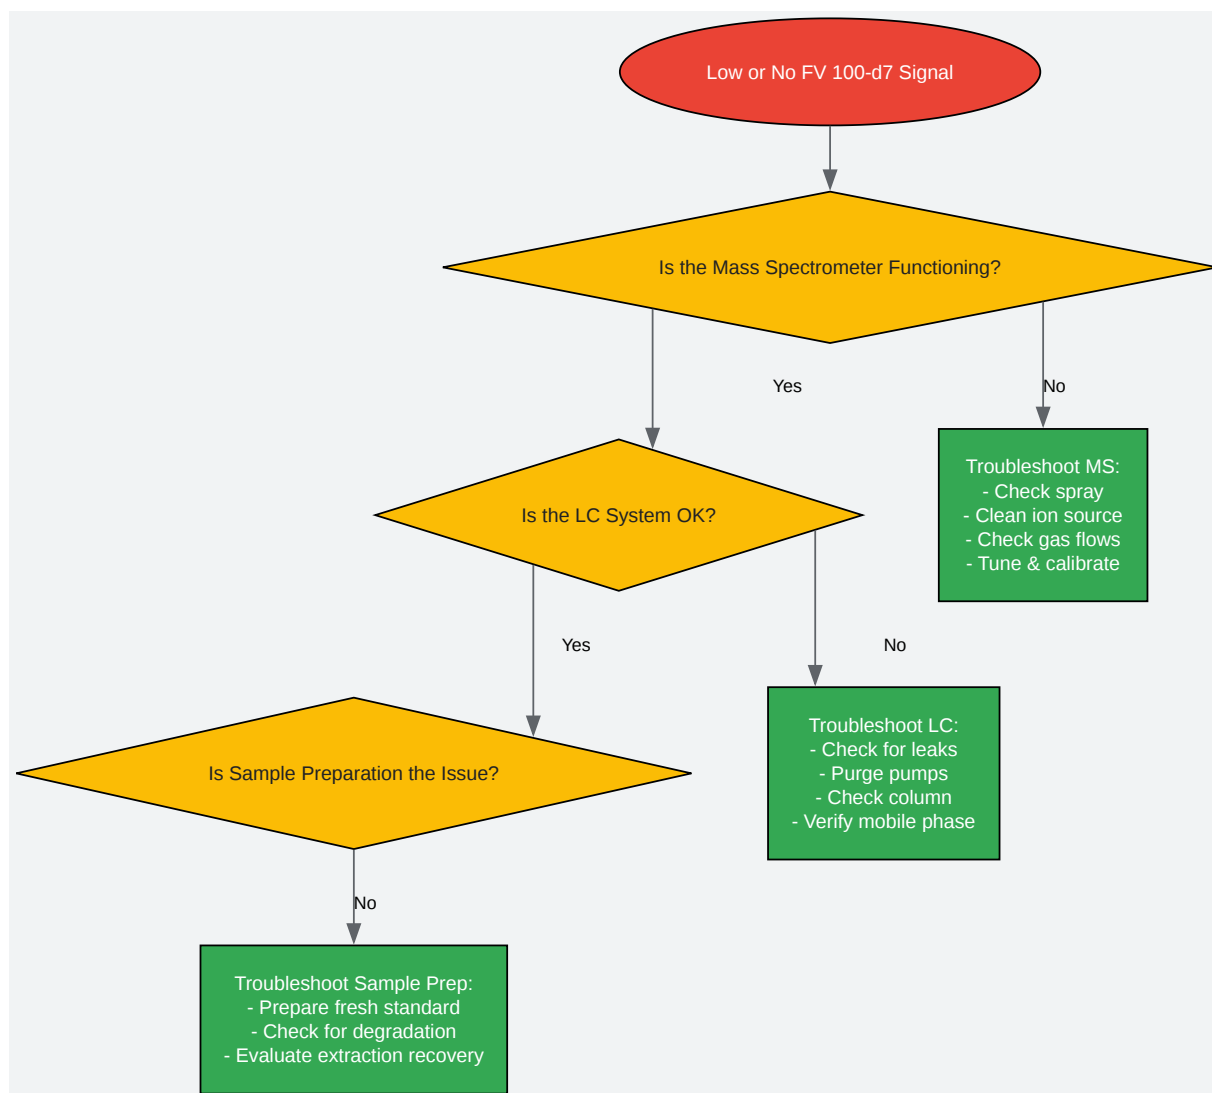 Low or No FV 100-d7 Signal
Is the Mass Spectrometer Functioning?
Yes
No
Troubleshoot MS:
- Check spray
- Clean ion source
- Check gas flows
- Tune & calibrate
Is the LC System OK?
Yes
No
Troubleshoot LC:
- Check for leaks
- Purge pumps
- Check column
- Verify mobile phase
Is Sample Preparation the Issue?
No
Troubleshoot Sample Prep:
- Prepare fresh standard
- Check for degradation
- Evaluate extraction recovery